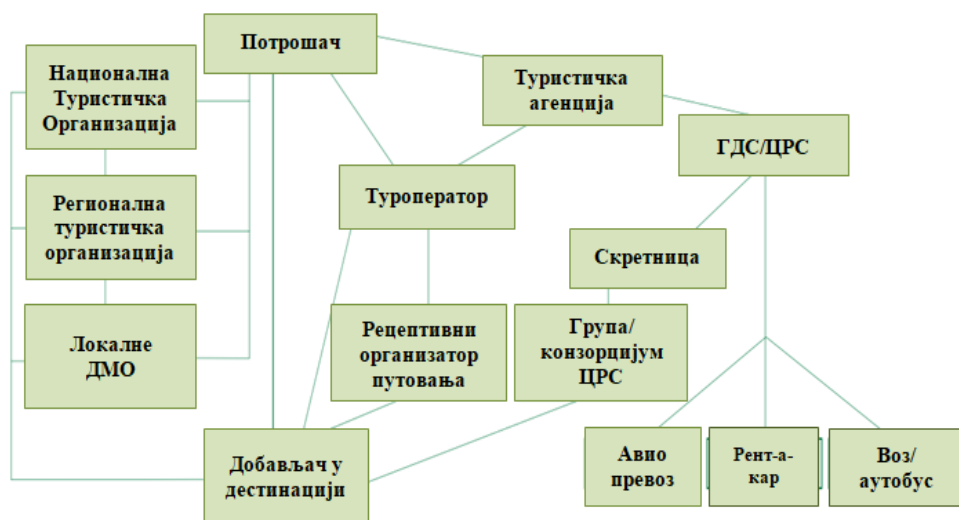 Потрошач
Национална
Туристичка
Организација
Туристичка
агенција
ГДС/ЦРС
Регионална
туристичка
организација
Туроператор
Скретница
Локалне
ДМО
Рецептивни
организатор
путовања
Група/
конзорцијум
ЦРС
Добављач у
дестинацији
Авио
превоз
Рент-а-
кар
Воз/
аутобус